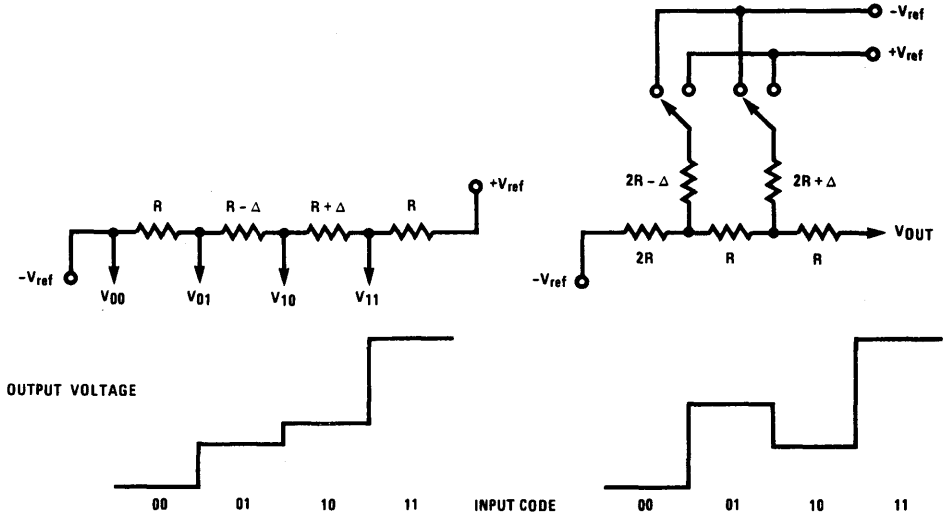 -Vref
+Vref
2R - Δ
2R + Δ
+Vref
R
R - Δ
R + Δ
R
VOUT
2R
R
R
-Vref
-Vref
V00
V01
V10
V11
OUTPUT VOLTAGE
00
01
10
11
INPUT CODE
00
01
10
11